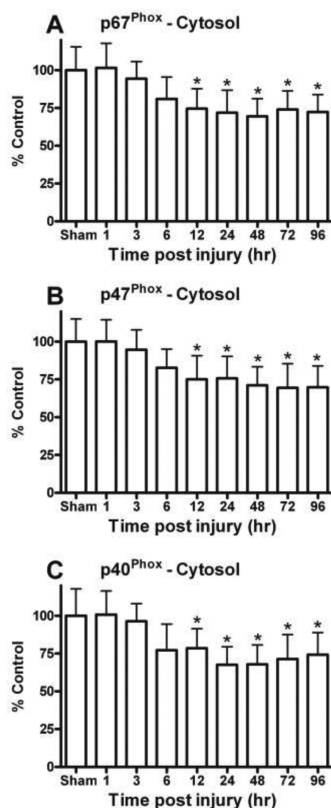 A
p67Phox - Cytosol
% Control
100
75
50
25
0
* * * * *
Sham 1 3 6 12 24 48 72 96
Time post injury (hr)
B
p47Phox - Cytosol
% Control
100
75
50
25
0
* * * * *
Sham 1 3 6 12 24 48 72 96
Time post injury (hr)
C
p40Phox - Cytosol
% Control
100
75
50
25
0
* * * * *
Sham 1 3 6 12 24 48 72 96
Time post injury (hr)